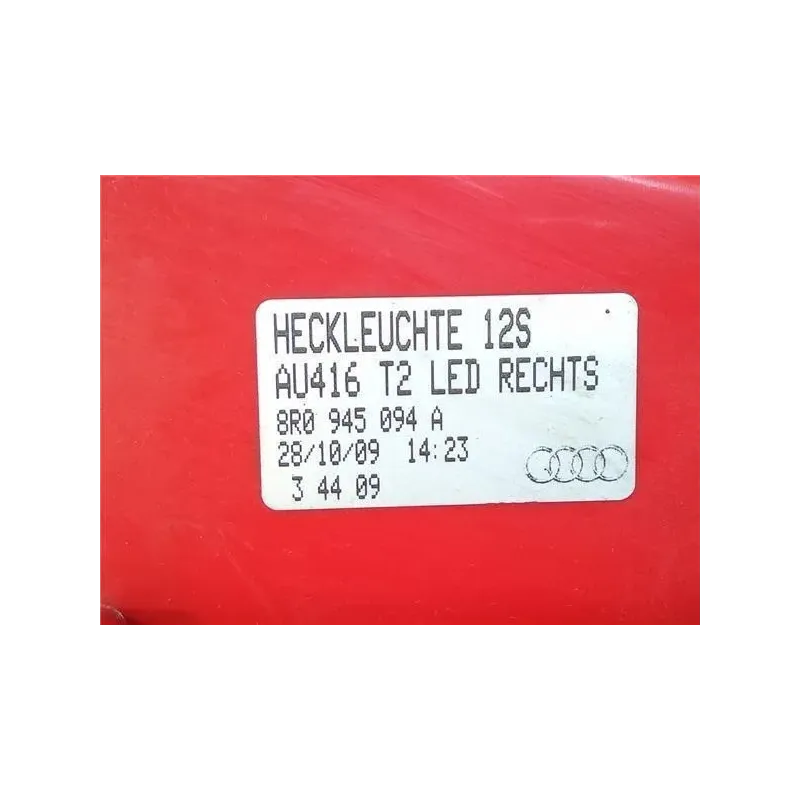 HECKLEUCHTE 12S
AU416 T2 LED RECHTS
8R0 945 094 A
28/10/09 14:23
3 44 09